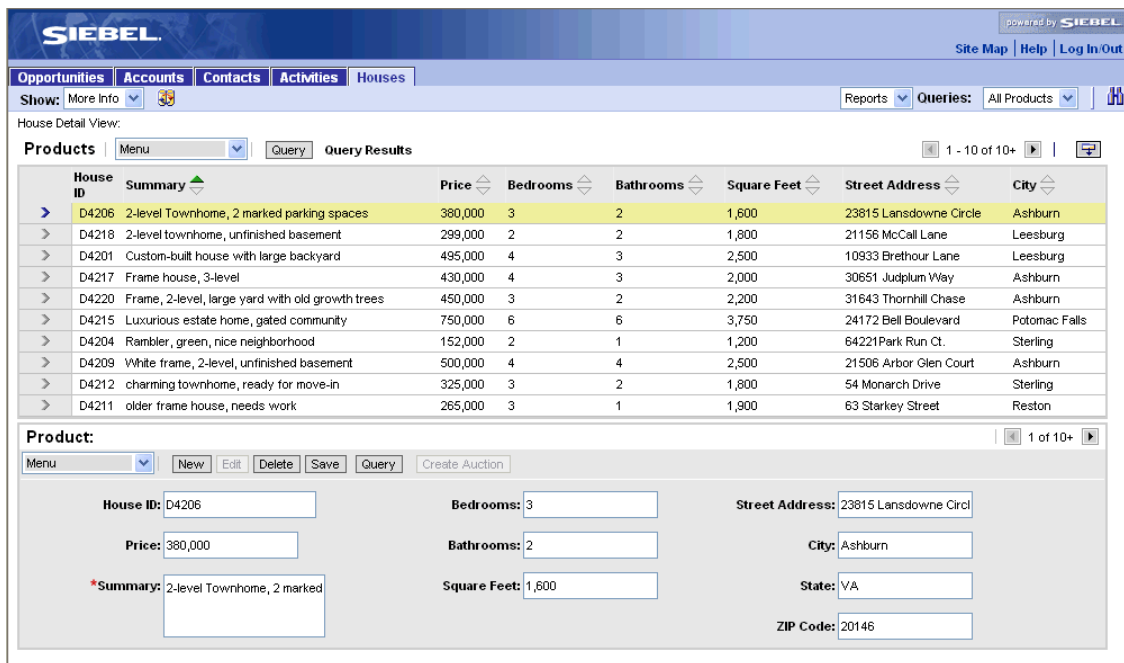 SIEBEL.
powered by SIEBEL.
Site Map | Help | Log In/Out
Opportunities Accounts Contacts Activities Houses
Show: More Info Reports Queries: All Products
House Detail View:
Products Menu Query Query Results 1 - 10 of 10+
House ID Summary Price Bedrooms Bathrooms Square Feet Street Address City
D4206 2-level Townhome, 2 marked parking spaces 380,000 3 2 1,600 23815 Lansdowne Circle Ashburn
D4218 2-level townhome, unfinished basement 299,000 2 2 1,800 21156 McCall Lane Leesburg
D4201 Custom-built house with large backyard 495,000 4 3 2,500 10933 Brethour Lane Leesburg
D4217 Frame house, 3-level 430,000 4 3 2,000 30651 Judplum Way Ashburn
D4220 Frame, 2-level, large yard with old growth trees 450,000 3 2 2,200 31643 Thornhill Chase Ashburn
D4215 Luxurious estate home, gated community 750,000 6 6 3,750 24172 Bell Boulevard Potomac Falls
D4204 Rambler, green, nice neighborhood 152,000 2 1 1,200 64221Park Run Ct. Sterling
D4209 White frame, 2-level, unfinished basement 500,000 4 4 2,500 21506 Arbor Glen Court Ashburn
D4212 charming townhome, ready for move-in 325,000 3 2 1,800 54 Monarch Drive Sterling
D4211 older frame house, needs work 265,000 3 1 1,900 63 Starkey Street Reston
Product: 1 of 10+
Menu New Edit Delete Save Query Create Auction
House ID: D4206 Bedrooms: 3 Street Address: 23815 Lansdowne Circl
Price: 380,000 Bathrooms: 2 City: Ashburn
*Summary: 2-level Townhome, 2 marked Square Feet: 1,600 State: VA
ZIP Code: 20146